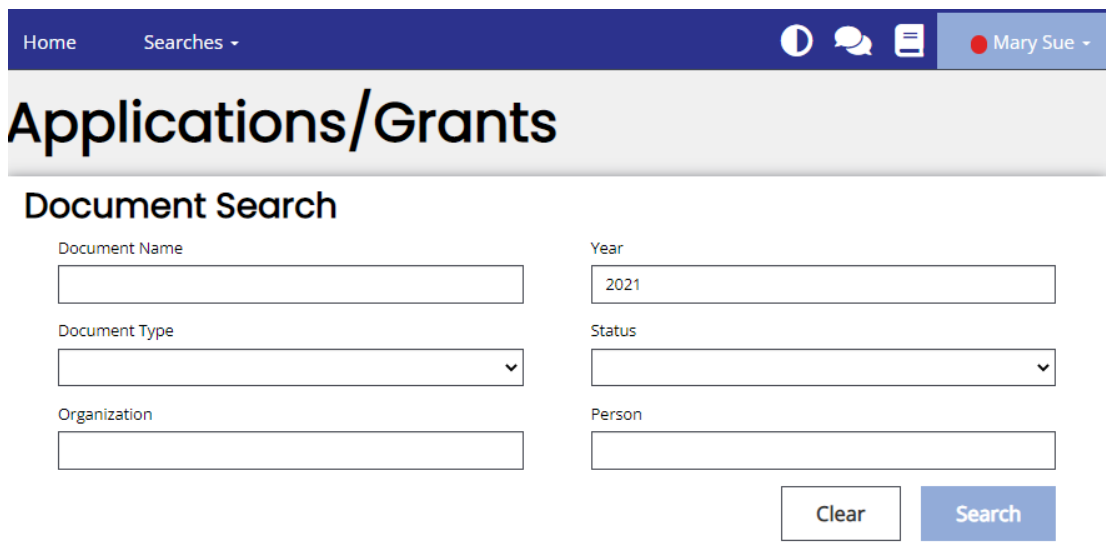 Home Searches Mary Sue
Applications/Grants
Document Search
Document Name Year
2021
Document Type Status
Organization Person
Clear Search